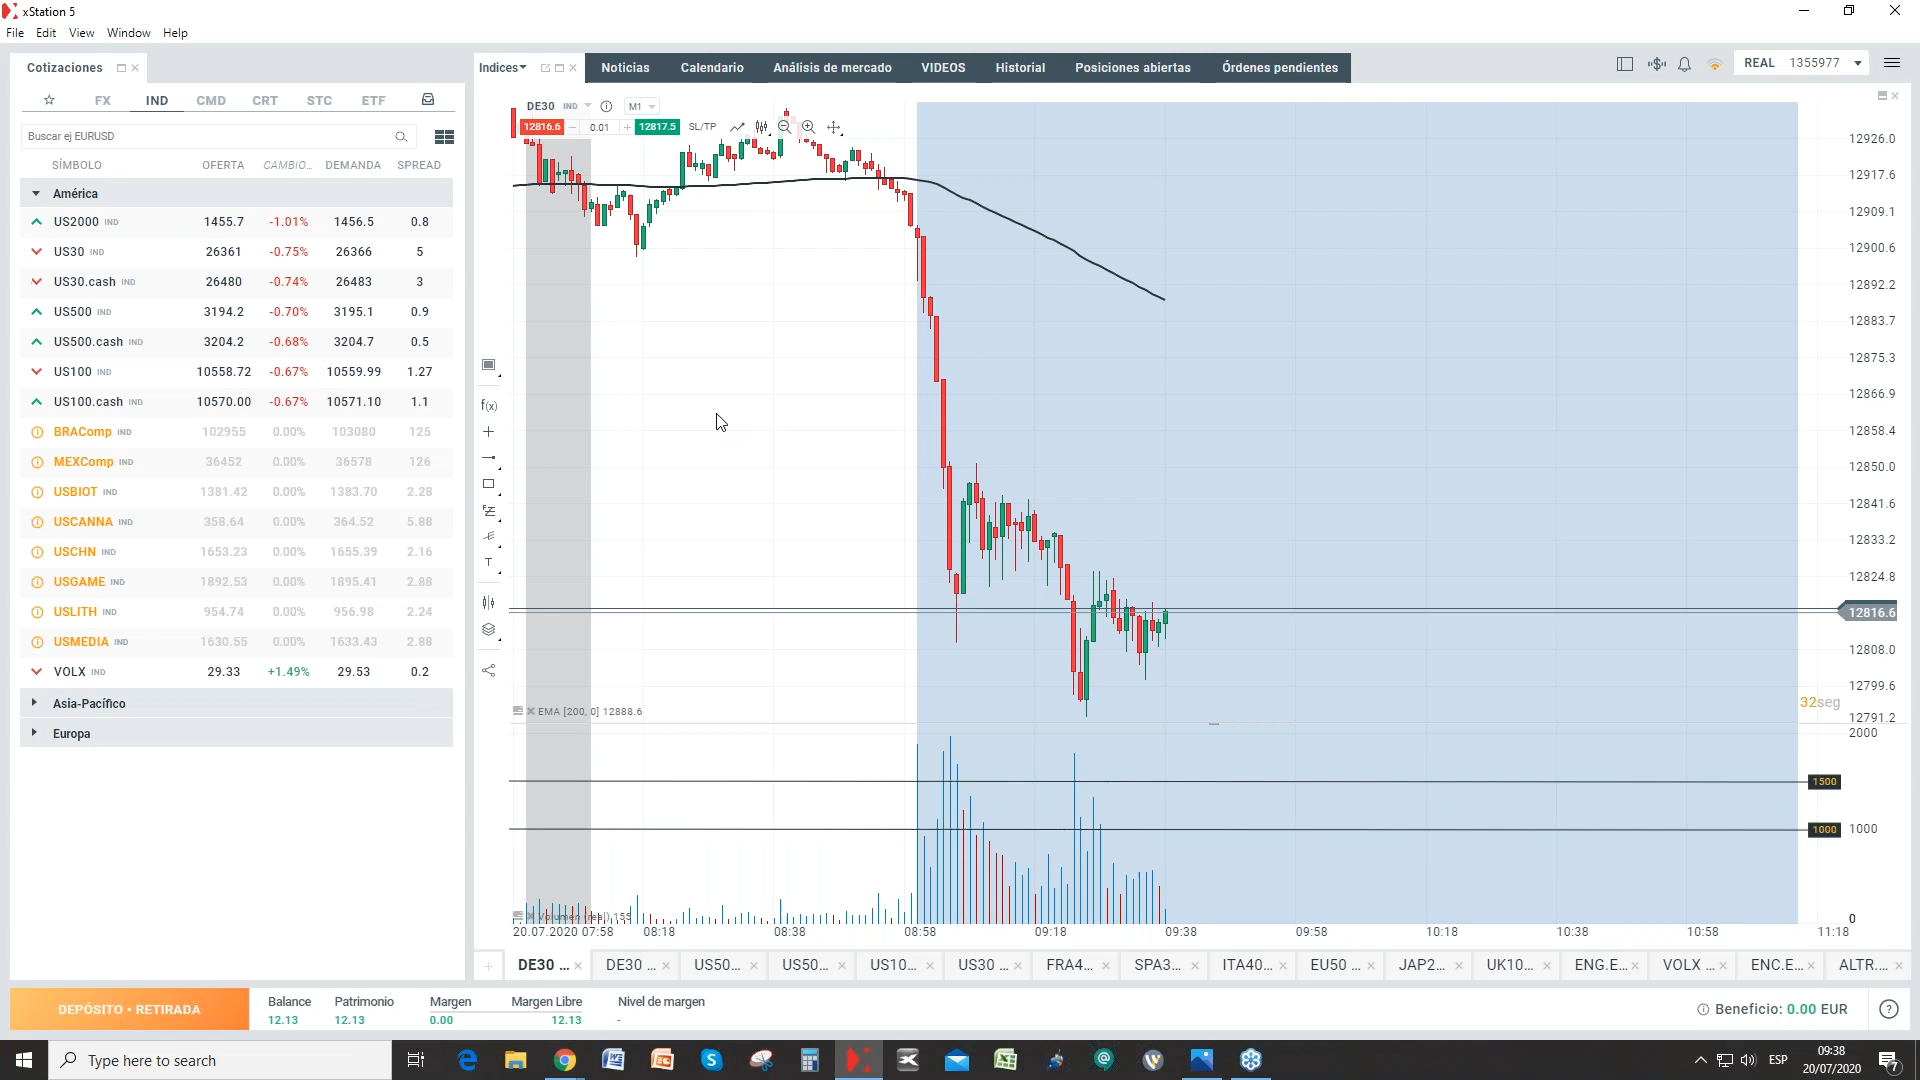 xStation 5
File Edit View Window Help
Cotizaciones
Indices Noticias Calendario Análisis de mercado VIDEOS Historial Posiciones abiertas Órdenes pendientes
REAL 1355977
FX IND CMD CRT STC ETF
Buscar ej EURUSD
SÍMBOLO OFERTA CAMBIO... DEMANDA SPREAD
América
US2000 IND 1455.7 -1.01% 1456.5 0.8
US30 IND 26361 -0.75% 26366 5
US30.cash IND 26480 -0.74% 26483 3
US500 IND 3194.2 -0.70% 3195.1 0.9
US500.cash IND 3204.2 -0.68% 3204.7 0.5
US100 IND 10558.72 -0.67% 10559.99 1.27
US100.cash IND 10570.00 -0.67% 10571.10 1.1
BRAComp IND 102955 0.00% 103080 125
MEXComp IND 36452 0.00% 36578 126
USBIOT IND 1381.42 0.00% 1383.70 2.28
USCANNA IND 358.64 0.00% 364.52 5.88
USCHN IND 1653.23 0.00% 1655.39 2.16
USGAME IND 1892.53 0.00% 1895.41 2.88
USLITH IND 954.74 0.00% 956.98 2.24
USMEDIA IND 1630.55 0.00% 1633.43 2.88
VOLX IND 29.33 +1.49% 29.53 0.2
Asia-Pacífico
Europa
DE30 IND M1
12816.6 0.01 12817.5 SL/TP
f(x)
T
12926.0
12917.6
12909.1
12900.6
12892.2
12883.7
12875.3
12866.9
12858.4
12850.0
12841.6
12833.2
12824.8
12816.6
12808.0
12799.6
32seg
12791.2
EMA [200, 0] 12888.6
2000
1500
1000 1000
0
Volumen (real) 155
20.07.2020 07:58 08:18 08:38 08:58 09:18 09:38 09:58 10:18 10:38 10:58 11:18
DE30 ... DE30 ... US50... US50... US10... US30 ... FRA4... SPA3... ITA40... EU50 ... JAP2... UK10... ENG.E... VOLX ... ENC.E... ALTR....
DEPÓSITO • RETIRADA
Balance Patrimonio Margen Margen Libre Nivel de margen
12.13 12.13 0.00 12.13 -
Beneficio: 0.00 EUR
Type here to search
ESP
09:38
20/07/2020
7